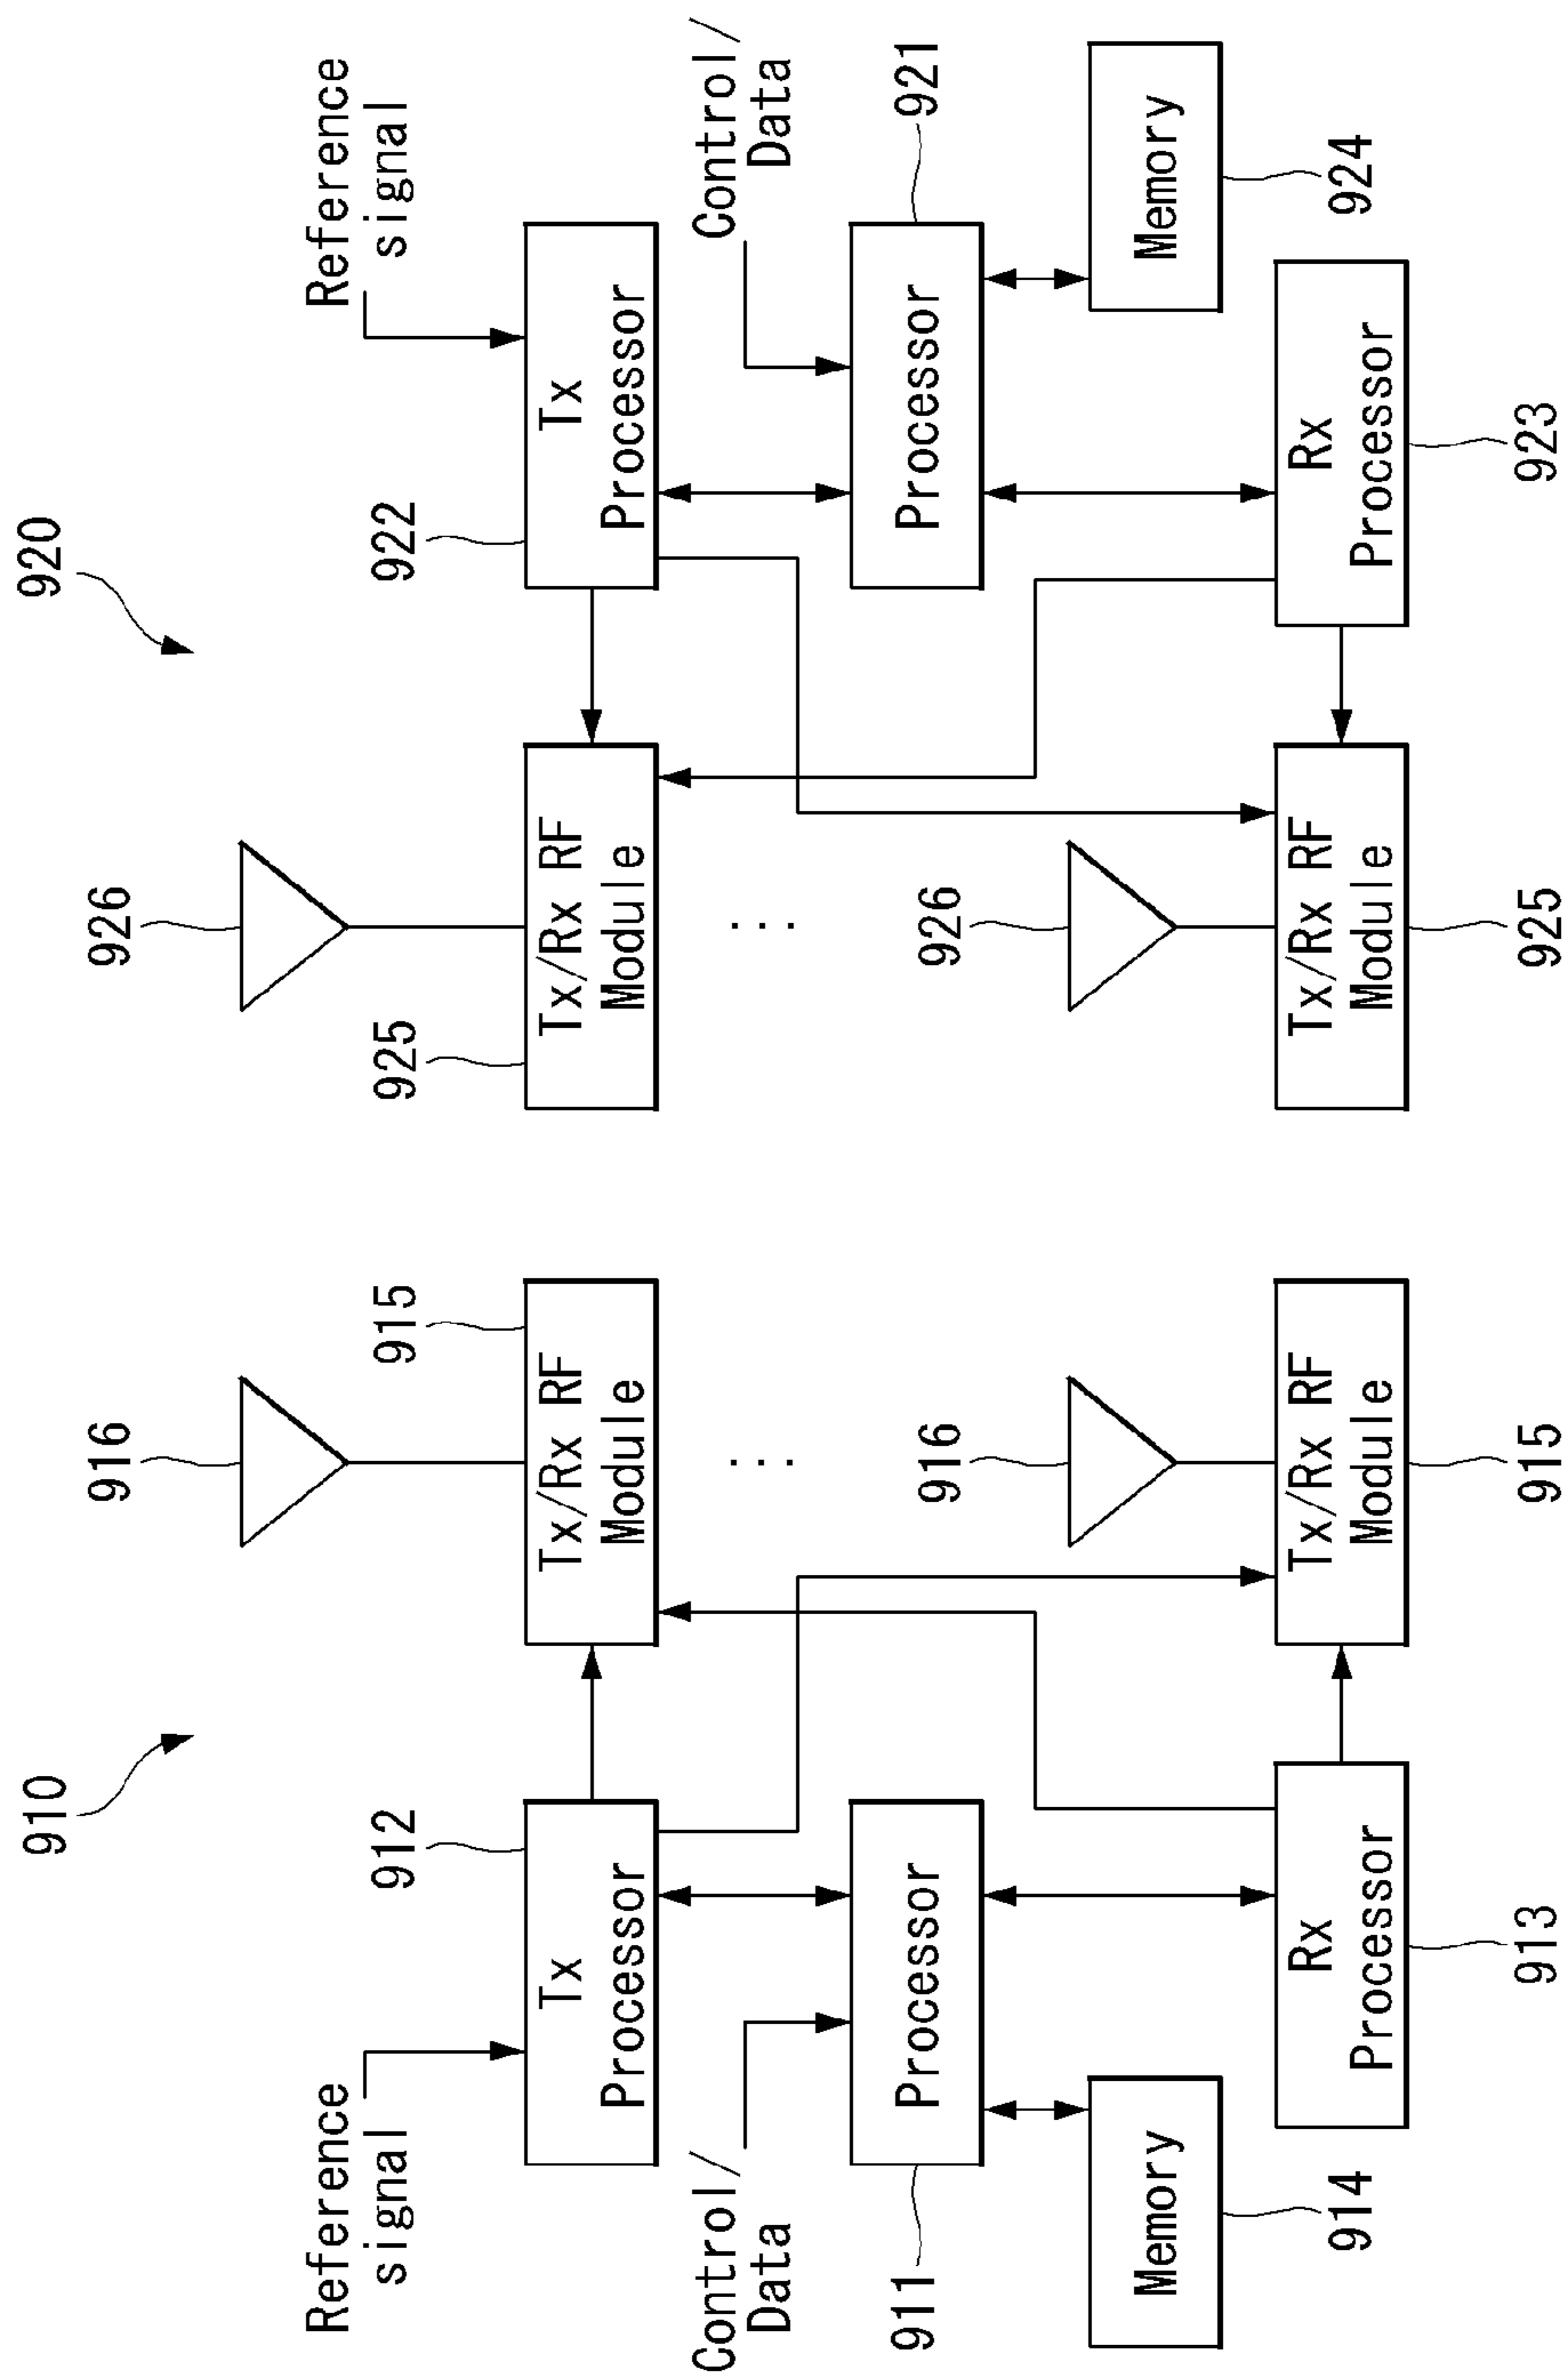 910
920
916
926
Reference
signal
912
915
925
922
Reference
signal
Tx
Processor
Tx/Rx RF
Module
Tx/Rx RF
Module
Tx
Processor
Control/
Data
...
...
Control/
Data
911
Processor
916
926
Processor
921
Memory
914
Memory
924
Rx
Processor
Tx/Rx RF
Module
Tx/Rx RF
Module
Rx
Processor
913
915
925
923